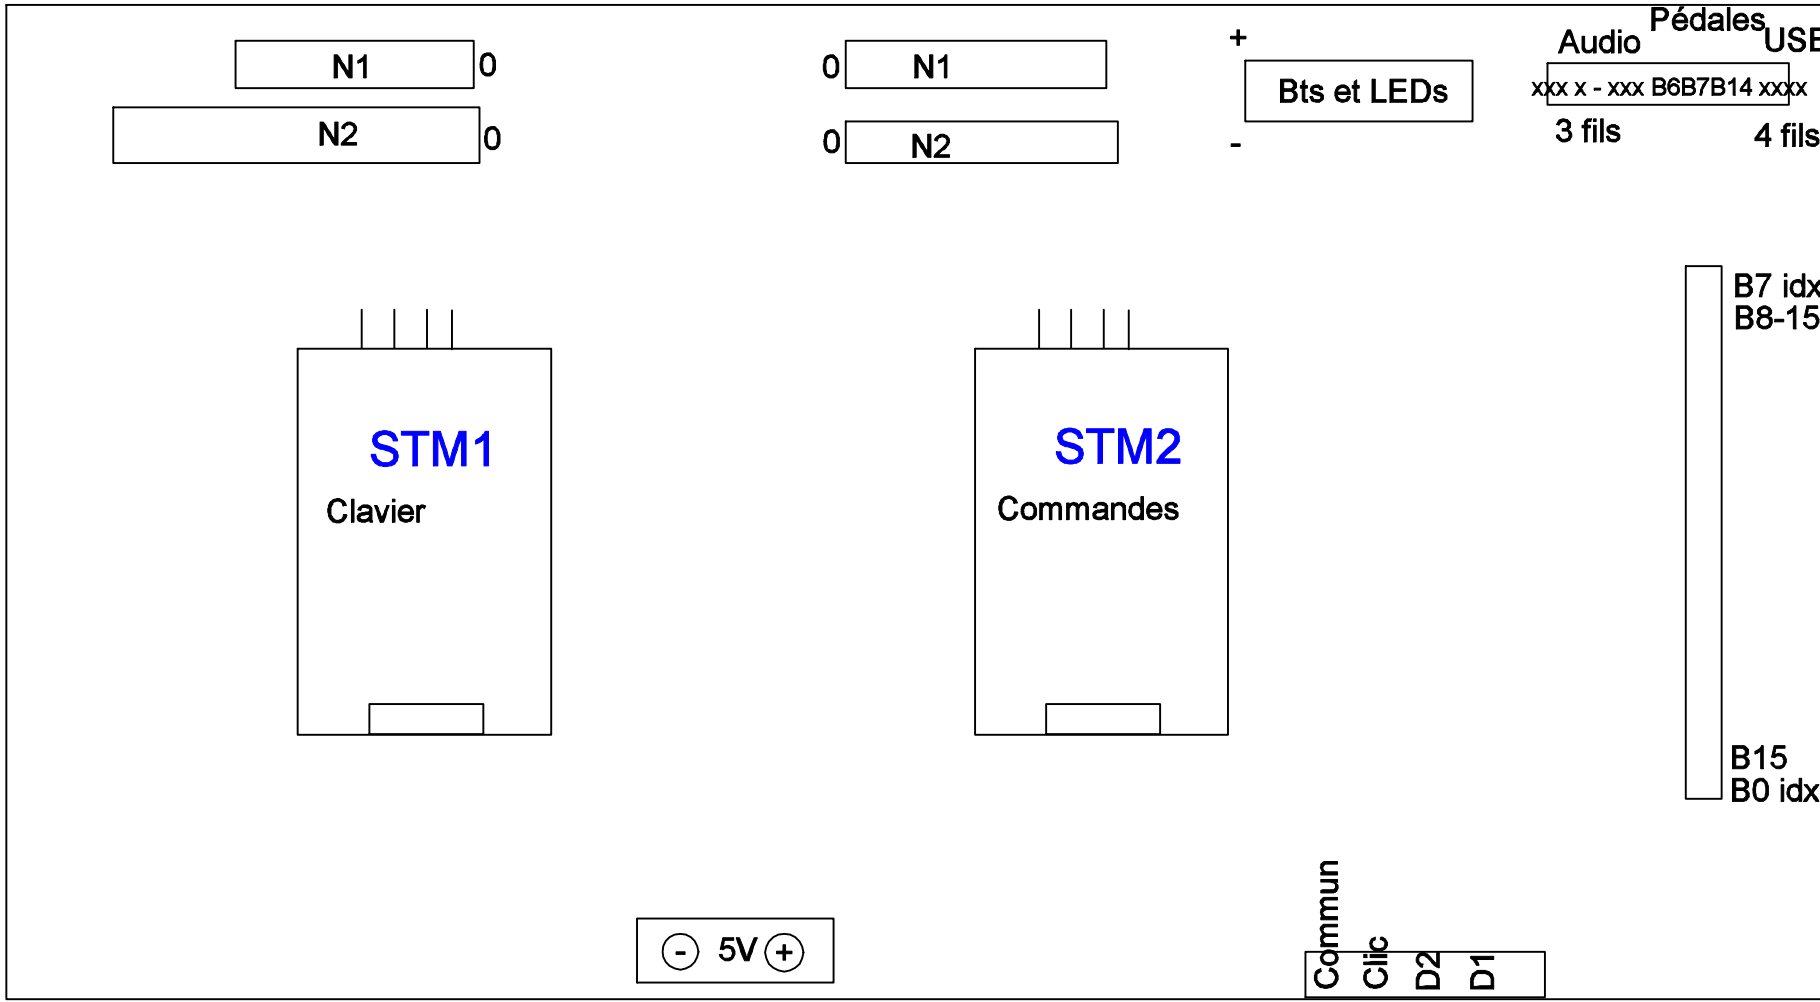 Pédales
Audio
USB
N1 0
0 N1
+
Bts et LEDs
xxx x - xxx B6B7B14 xxxx
N2 0
0 N2
-
3 fils
4 fils
B7 idx
B8-15
STM1
STM2
Clavier
Commandes
B15
B0 idx
- 5V +
Commun
Clic
D2
D1